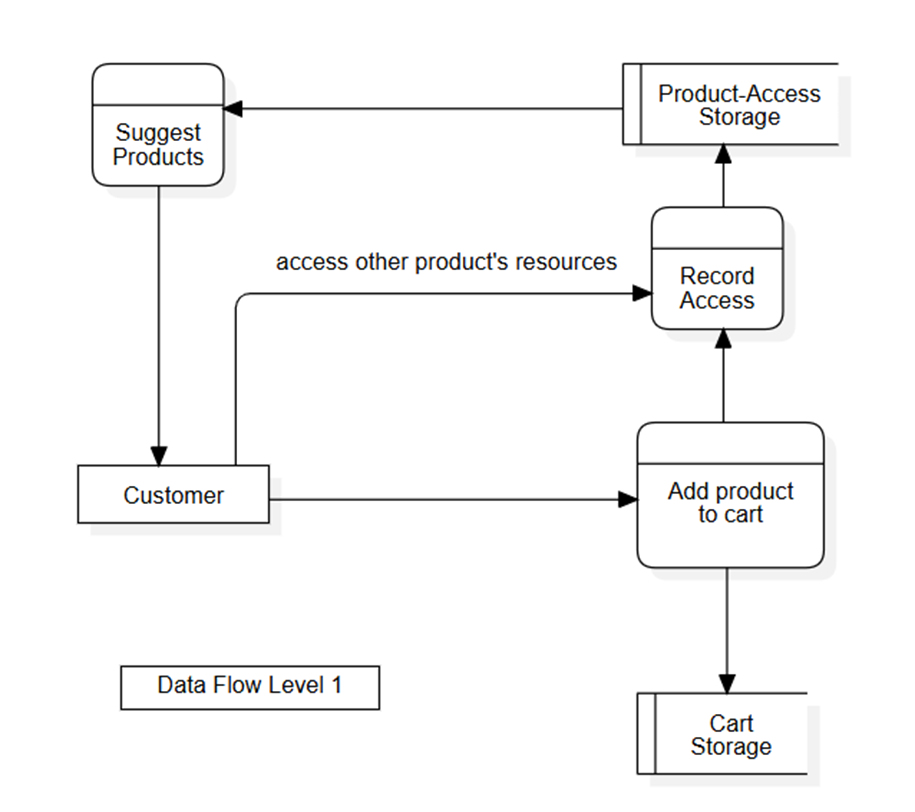 Product-Access
Storage
Suggest
Products
access other product's resources
Record
Access
Customer
Add product
to cart
Data Flow Level 1
Cart
Storage